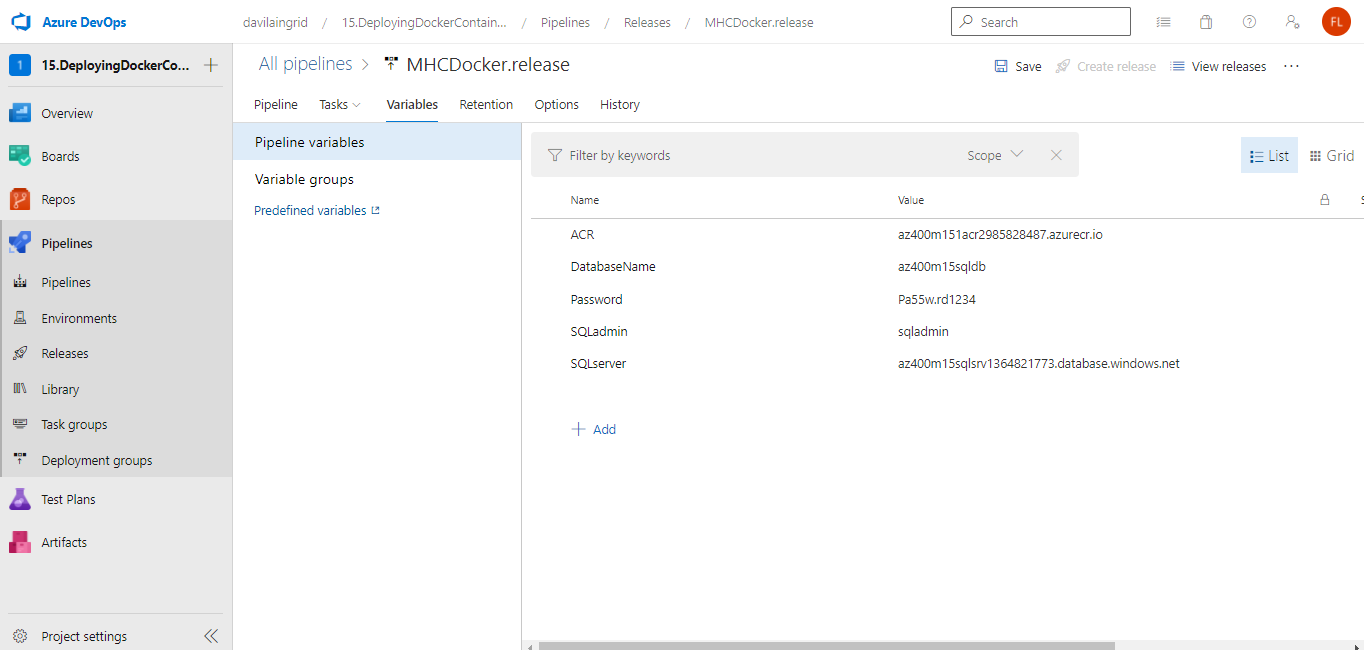 Azure DevOps
davilaingrid / 15.DeployingDockerContain... / Pipelines / Releases / MHCDocker.release
Search
FL
1 15.DeployingDockerCo...
Overview
Boards
Repos
Pipelines
Pipelines
Environments
Releases
Library
Task groups
Deployment groups
Test Plans
Artifacts
Project settings
All pipelines > MHCDocker.release
Save Create release View releases ...
Pipeline Tasks Variables Retention Options History
Pipeline variables
Variable groups
Predefined variables
Filter by keywords Scope
List Grid
Name Value
ACR az400m151acr2985828487.azurecr.io
DatabaseName az400m15sqldb
Password Pa55w.rd1234
SQLadmin sqladmin
SQLserver az400m15sqlsrv1364821773.database.windows.net
+ Add